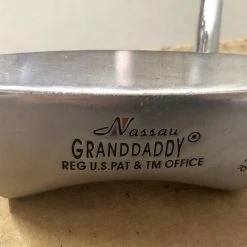 Nassau
GRANDDADDY®
REG U.S.PAT & TM OFFICE